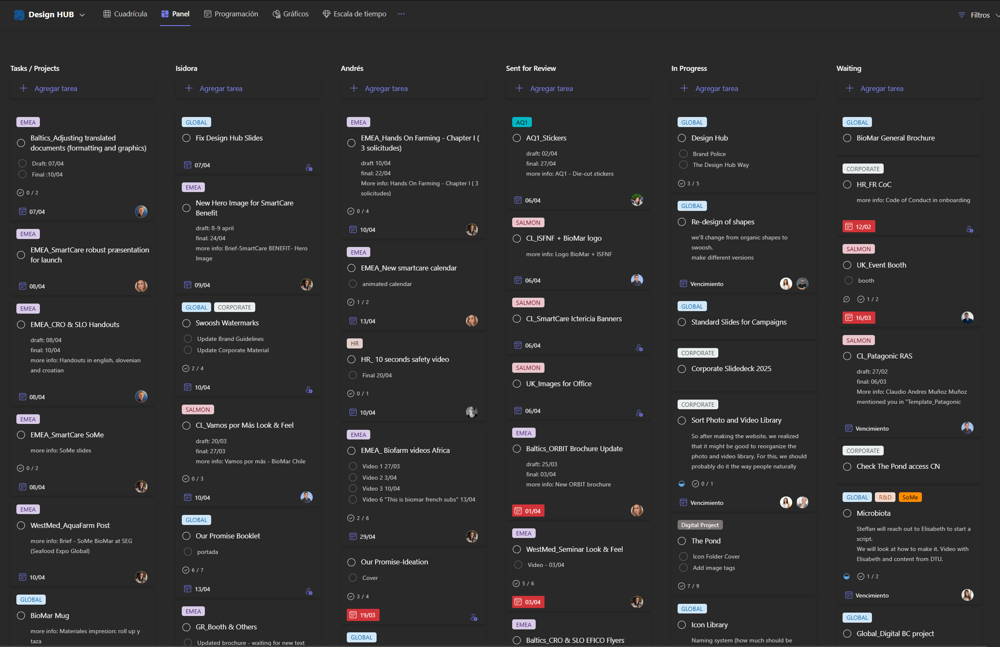 Design HUB
Cuadrícula
Panel
Programación
Gráficos
Escala de tiempo
Filtros
Tasks / Projects
Agregar tarea
EMEA
Baltics_Adjusting translated
documents (formatting and graphics)
Draft: 07/04
Final :10/04
0 / 2
07/04
EMEA
EMEA_SmartCare robust præsentation
for launch
08/04
EMEA
EMEA_CRO & SLO Handouts
draft: 08/04
final: 10/04
more info: Handouts in english, slovenian
and croatian
08/04
EMEA
EMEA_SmartCare SoMe
more info: SoMe slides
0 / 2
08/04
EMEA
WestMed_AquaFarm Post
more info: Brief - SoMe BioMar at SEG
(Seafood Expo Global)
10/04
GLOBAL
BioMar Mug
more info: Materiales impresion: roll up y
taza
Isidora
Agregar tarea
GLOBAL
Fix Design Hub Slides
07/04
EMEA
New Hero Image for SmartCare
Benefit
draft: 8-9 april
final: 24/04
more info: Brief-SmartCare BENEFIT- Hero
Image
09/04
GLOBAL CORPORATE
Swoosh Watermarks
Update Brand Guidelines
Update Corporate Material
2 / 4
10/04
SALMON
CL_Vamos por Más Look & Feel
draft: 20/03
final: 27/03
more info: Vamos por más - BioMar Chile
0 / 3
10/04
GLOBAL
Our Promise Booklet
portada
6 / 7
13/04
EMEA
GR_Booth & Others
Updated brochure - waiting for new text
Andrés
Agregar tarea
EMEA
EMEA_Hands On Farming - Chapter I (
3 solicitudes)
draft 10/04
final: 22/04
More info: Hands On Farming - Chapter I ( 3
solicitudes)
0 / 4
10/04
EMEA
EMEA_New smartcare calendar
animated calendar
1 / 2
13/04
HR
HR_ 10 seconds safety video
Final 20/04
0 / 1
10/04
EMEA
EMEA_ Biofarm videos Africa
Video 1 27/03
Video 2 3/04
Video 3 10/04
Video 6 "This is biomar french subs" 13/04
2 / 6
29/04
Our Promise-Ideation
Cover
3 / 4
19/03
GLOBAL
Sent for Review
Agregar tarea
AQ1
AQ1_Stickers
draft: 02/04
final: 27/04
more info: AQ1 - Die-cut stickers
06/04
SALMON
CL_ISFNF + BioMar logo
more info: Logo BioMar + ISFNF
06/04
SALMON
CL_SmartCare Ictericia Banners
06/04
SALMON
UK_Images for Office
06/04
EMEA
Baltics_ORBIT Brochure Update
draft: 25/03
final: 03/04
more info: New ORBIT brochure
01/04
EMEA
WestMed_Seminar Look & Feel
Video - 03/04
5 / 6
03/04
EMEA
Baltics_CRO & SLO EFICO Flyers
In Progress
Agregar tarea
GLOBAL
Design Hub
Brand Police
The Design Hub Way
3 / 5
GLOBAL
Re-design of shapes
we'll change from organic shapes to
swoosh.
make different versions
Vencimiento
GLOBAL
Standard Slides for Campaigns
CORPORATE
Corporate Slidedeck 2025
CORPORATE
Sort Photo and Video Library
So after making the website, we realized
that it might be good to reorganize the
photo and video library. For this, we should
probably do it the way people naturally
0 / 1
Vencimiento
Digital Project
The Pond
Icon Folder Cover
Add image tags
7 / 9
GLOBAL
Icon Library
Naming system (how much should be
Waiting
Agregar tarea
GLOBAL
BioMar General Brochure
CORPORATE
HR_FR CoC
more info: Code of Conduct in onboarding
12/02
SALMON
UK_Event Booth
booth
1 / 2
16/03
SALMON
CL_Patagonic RAS
draft: 27/02
final: 06/03
More info: Claudio Andres Muñoz Muñoz
mentioned you in "Template_Patagonic
Vencimiento
CORPORATE
Check The Pond access CN
GLOBAL R&D SoMe
Microbiota
Steffan will reach out to Elisabeth to start a
script.
We will look at how to make it. Video with
Elisabeth and content from DTU.
1 / 2
Vencimiento
GLOBAL
Global_Digital BC project